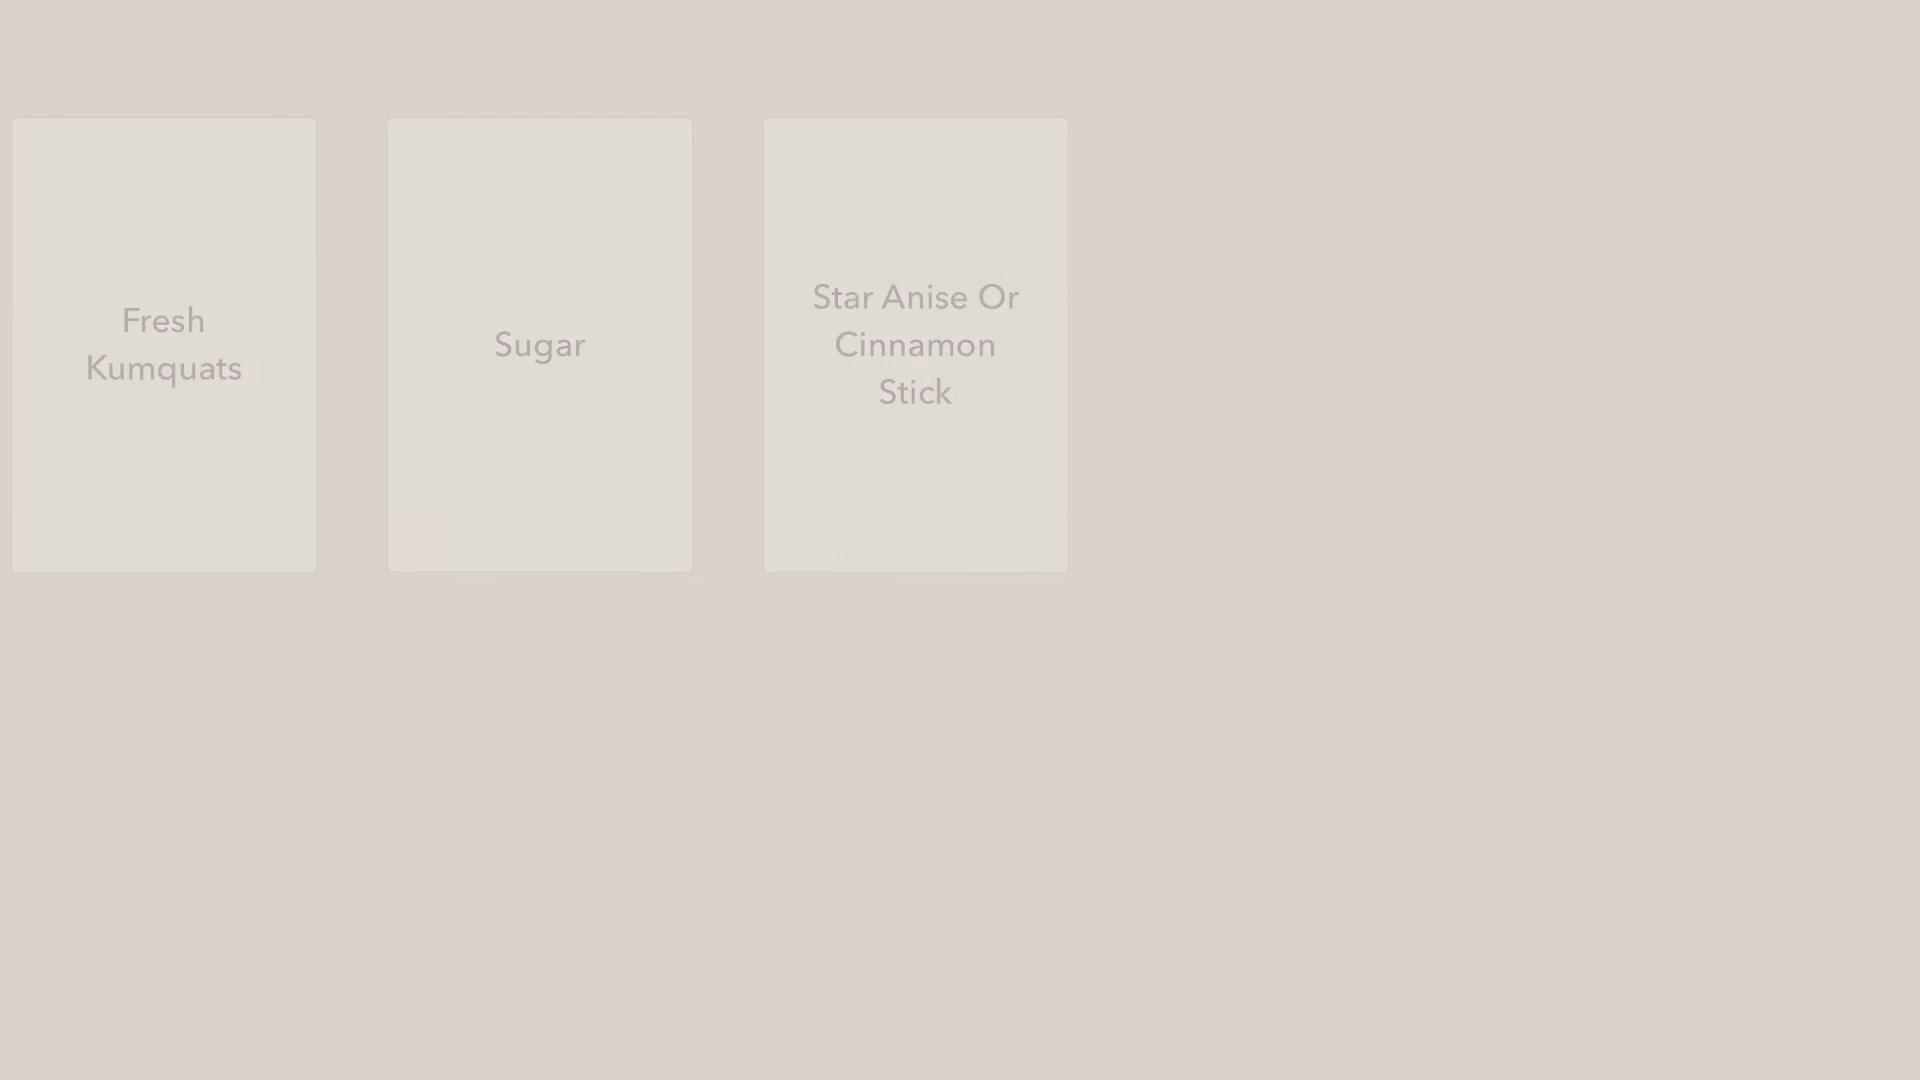 Fresh
Kumquats
Sugar
Star Anise Or
Cinnamon
Stick